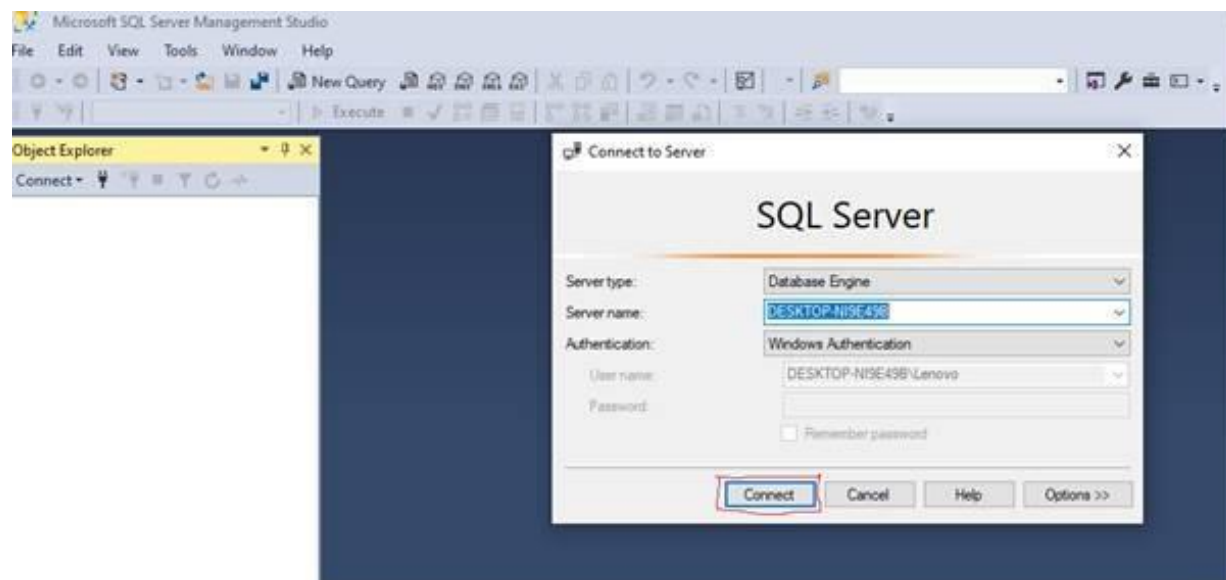 Microsoft SQL Server Management Studio
File Edit View Tools Window Help
New Query
Execute
Object Explorer
Connect
Connect to Server
SQL Server
Server type: Database Engine
Server name: DESKTOP-NI9E49B
Authentication: Windows Authentication
User name: DESKTOP-NI9E49B\Lenovo
Password:
Remember password
Connect Cancel Help Options >>